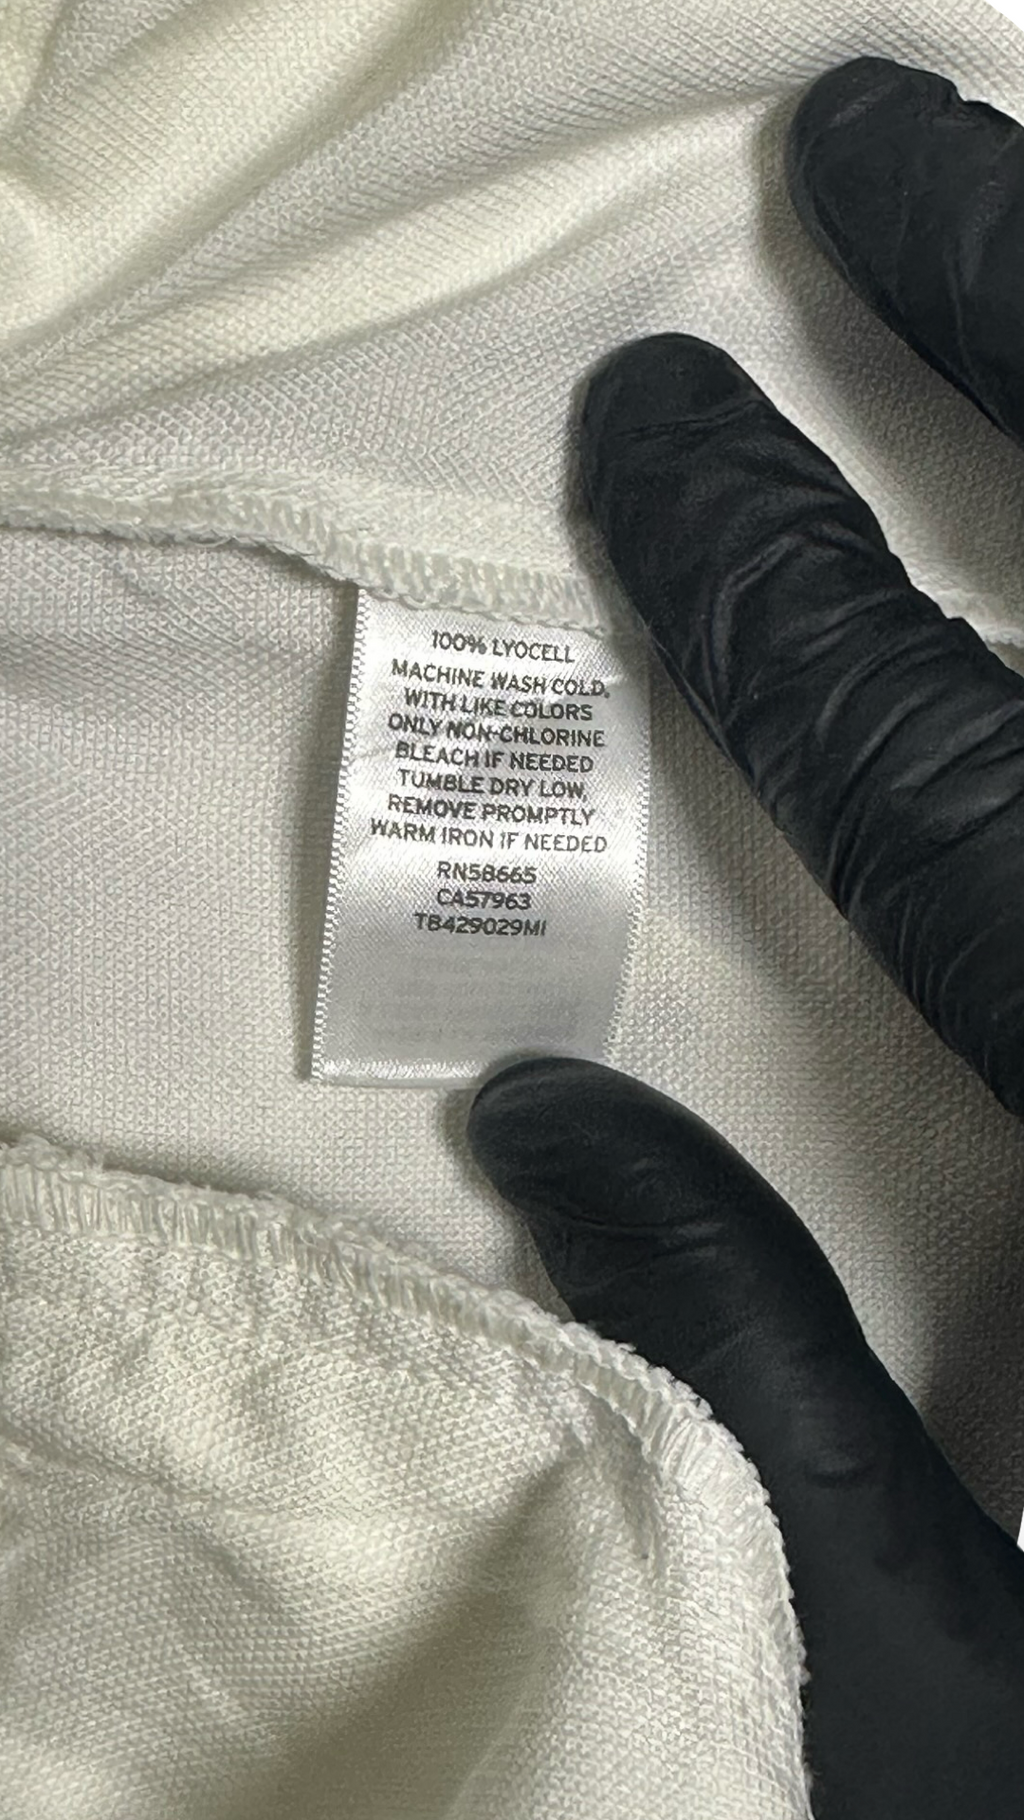 100% LYOCELL
MACHINE WASH COLD,
WITH LIKE COLORS
ONLY NON-CHLORINE
BLEACH IF NEEDED
TUMBLE DRY LOW,
REMOVE PROMPTLY
WARM IRON IF NEEDED
RN58665
CA57963
TB429029MI